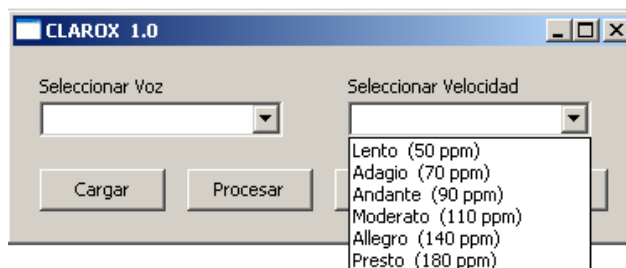 CLAROX 1.0
Seleccionar Voz
Seleccionar Velocidad
Cargar
Procesar
Lento (50 ppm)
Adagio (70 ppm)
Andante (90 ppm)
Moderato (110 ppm)
Allegro (140 ppm)
Presto (180 ppm)